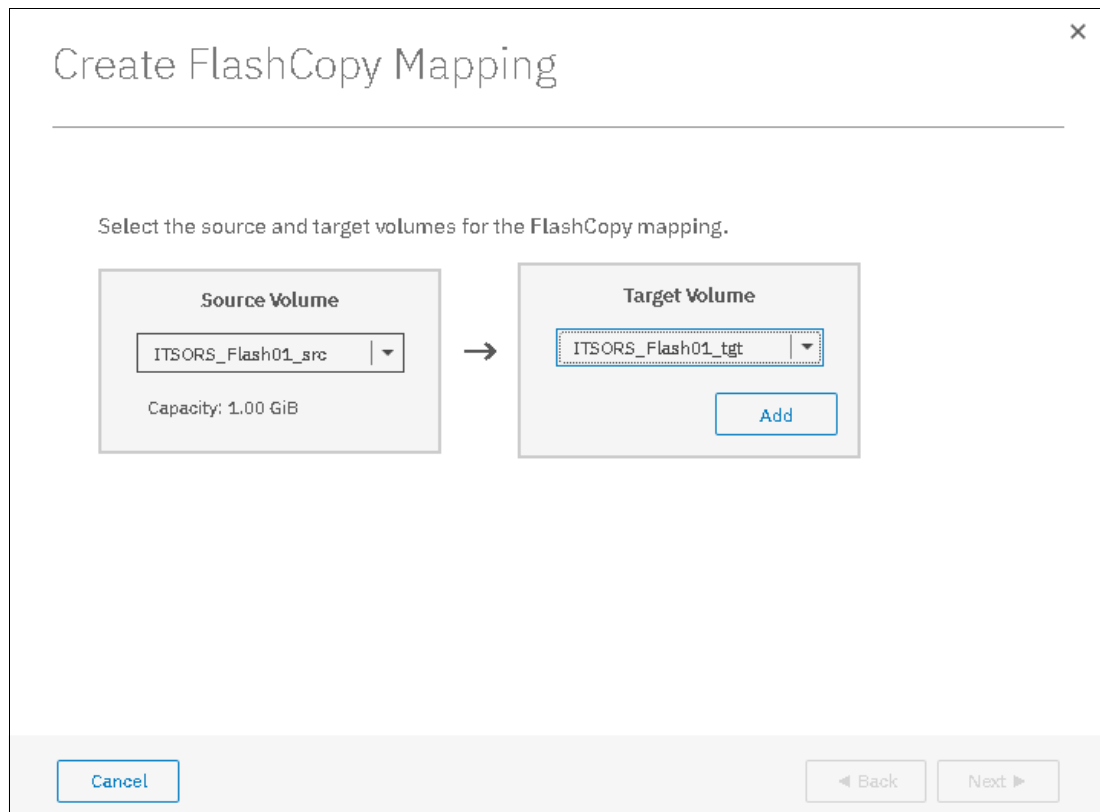 Create FlashCopy Mapping
Select the source and target volumes for the FlashCopy mapping.
Source Volume
ITSORS_Flash01_src
Capacity: 1.00 GiB
Target Volume
ITSORS_Flash01_tgt
Add
Cancel
Back
Next